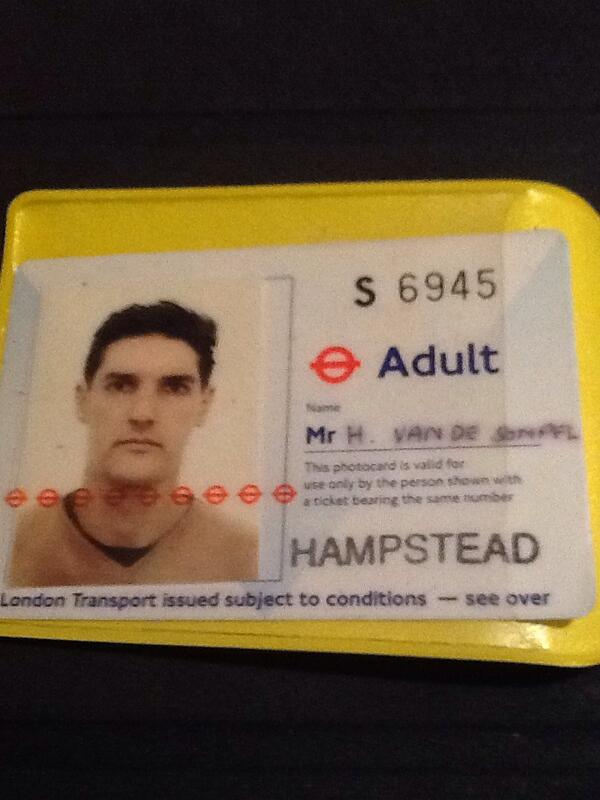 S 6945
Adult
Name
Mr H. VAN DE
This photocard is valid for
use only by the person shown with
a ticket bearing the same number
HAMPSTEAD
London Transport issued subject to conditions — see over